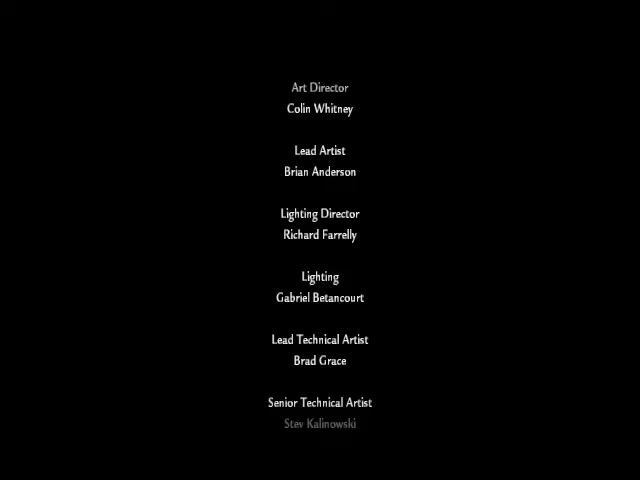 Art Director
Colin Whitney
Lead Artist
Brian Anderson
Lighting Director
Richard Farrelly
Lighting
Gabriel Betancourt
Lead Technical Artist
Brad Grace
Senior Technical Artist
Stev Kalinowski